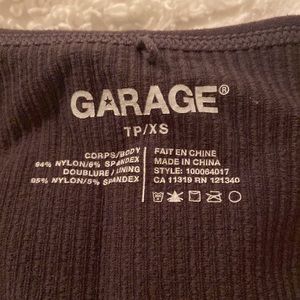 GARAGE®
TP/XS
CORPS/BODY
94% NYLON/6% SPANDEX
DOUBLURE/LINING
95% NYLON/5% SPANDEX
FAIT EN CHINE
MADE IN CHINA
STYLE: 100064017
CA 11319 RN 121340